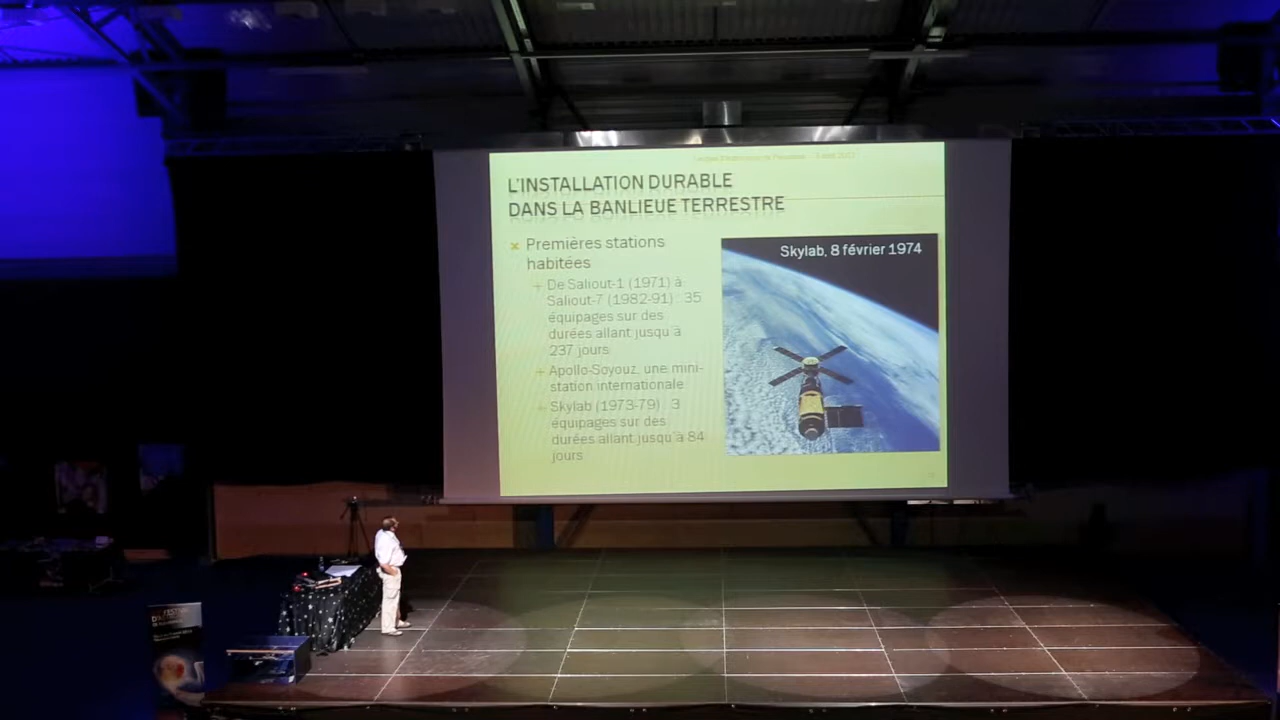 L'INSTALLATION DURABLE
DANS LA BANLIEUE TERRESTRE
Premières stations
habitées
De Saliout-1 (1971) à
Saliout-7 (1982-91) : 35
équipages sur des
durées allant jusqu'à
237 jours
Apollo-Soyouz, une mini-
station internationale
Skylab (1973-79) : 3
équipages sur des
durées allant jusqu'à 84
jours
Skylab, 8 février 1974
FESTIVAL